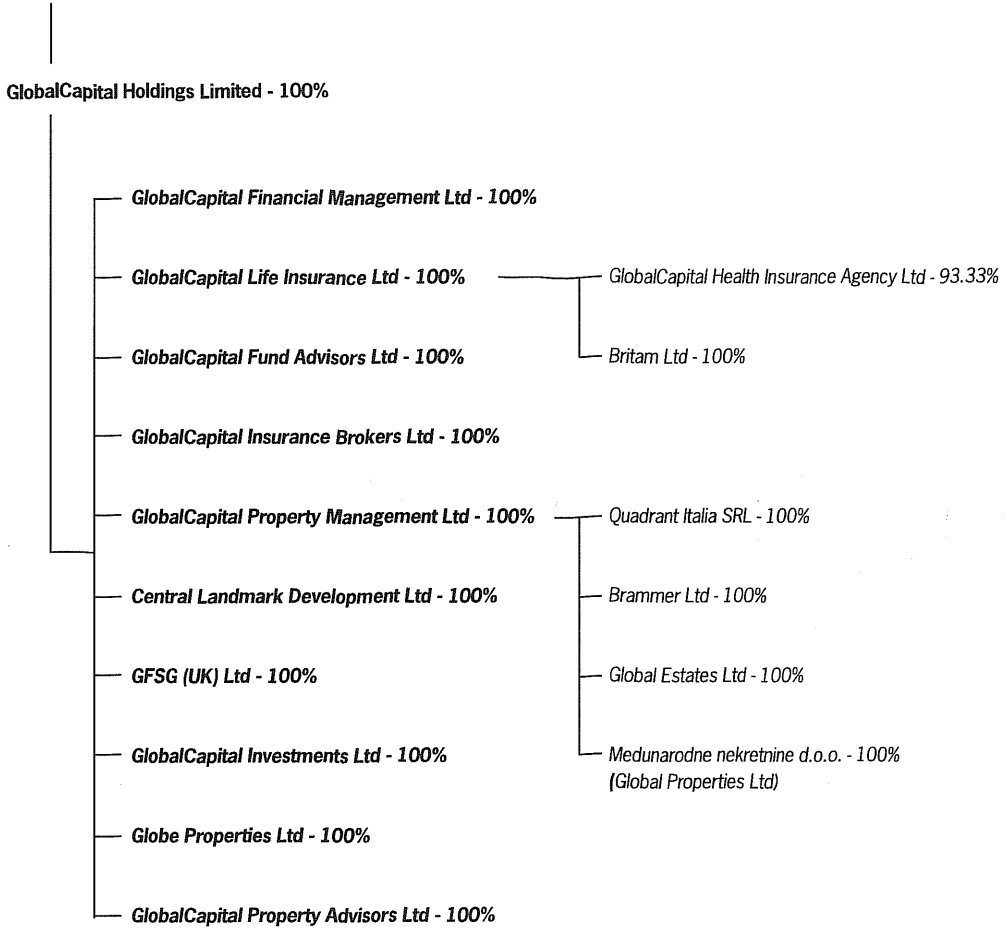 GlobalCapital Holdings Limited - 100%
GlobalCapital Financial Management Ltd - 100%
GlobalCapital Life Insurance Ltd - 100%
GlobalCapital Health Insurance Agency Ltd - 93.33%
GlobalCapital Fund Advisors Ltd - 100%
Britam Ltd - 100%
GlobalCapital Insurance Brokers Ltd - 100%
GlobalCapital Property Management Ltd - 100%
Quadrant Italia SRL - 100%
Central Landmark Development Ltd - 100%
Brammer Ltd - 100%
GFSG (UK) Ltd - 100%
Global Estates Ltd - 100%
GlobalCapital Investments Ltd - 100%
Medunarodne nekretnine d.o.o. - 100%
(Global Properties Ltd)
Globe Properties Ltd - 100%
GlobalCapital Property Advisors Ltd - 100%